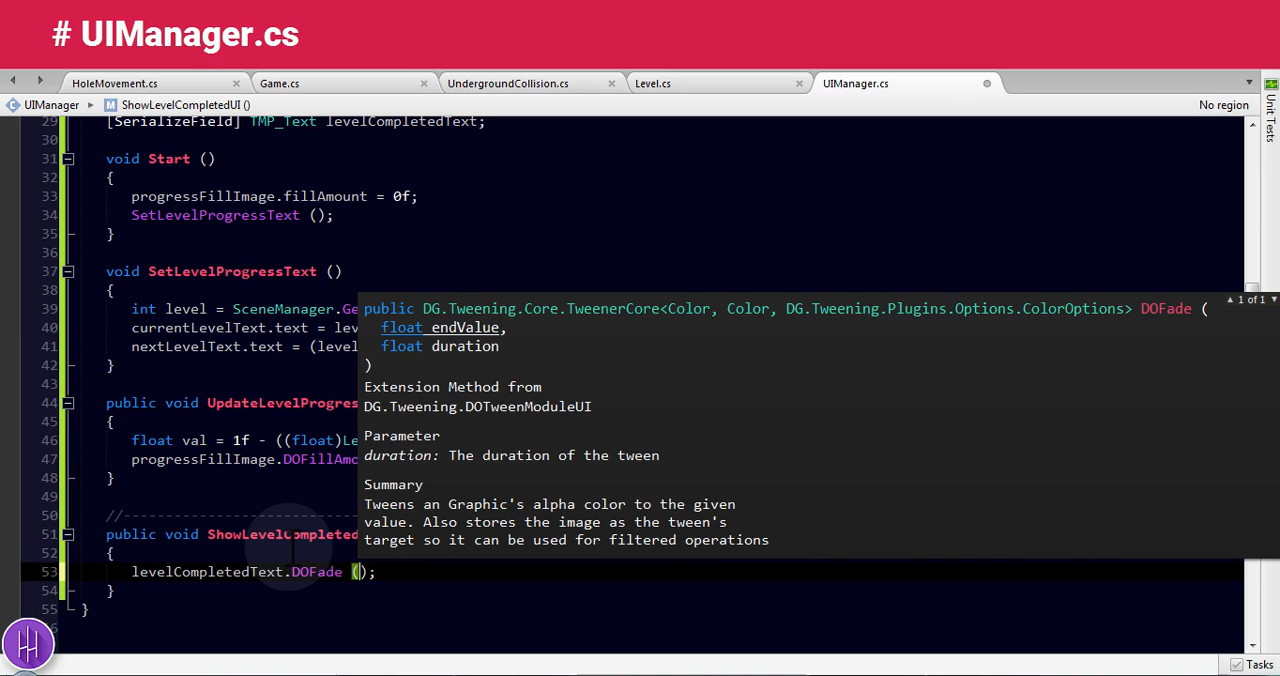 # UIManager.cs
HoleMovement.cs
Game.cs
UndergroundCollision.cs
Level.cs
UIManager.cs
UIManager ▶ ShowLevelCompletedUI ()
No region
Unit Tests
29 [SerializeField] TMP_Text levelCompletedText;
30
31 void Start ()
32 {
33 progressFillImage.fillAmount = 0f;
34 SetLevelProgressText ();
35 }
36
37 void SetLevelProgressText ()
38 {
39 int level = SceneManager.Ge
40 currentLevelText.text = lev
41 nextLevelText.text = (level
42 }
43
44 public void UpdateLevelProgres
45 {
46 float val = 1f - ((float)Le
47 progressFillImage.DOFillAmo
48 }
49
50 //---------------------------
51 public void ShowLevelCompleted
52 {
53 levelCompletedText.DOFade ();
54 }
55 }
▲ 1 of 1 ▼
public DG.Tweening.Core.TweenerCore<Color, Color, DG.Tweening.Plugins.Options.ColorOptions> DOFade (
float endValue,
float duration
)
Extension Method from
DG.Tweening.DOTweenModuleUI
Parameter
duration: The duration of the tween
Summary
Tweens an Graphic's alpha color to the given
value. Also stores the image as the tween's
target so it can be used for filtered operations
Tasks